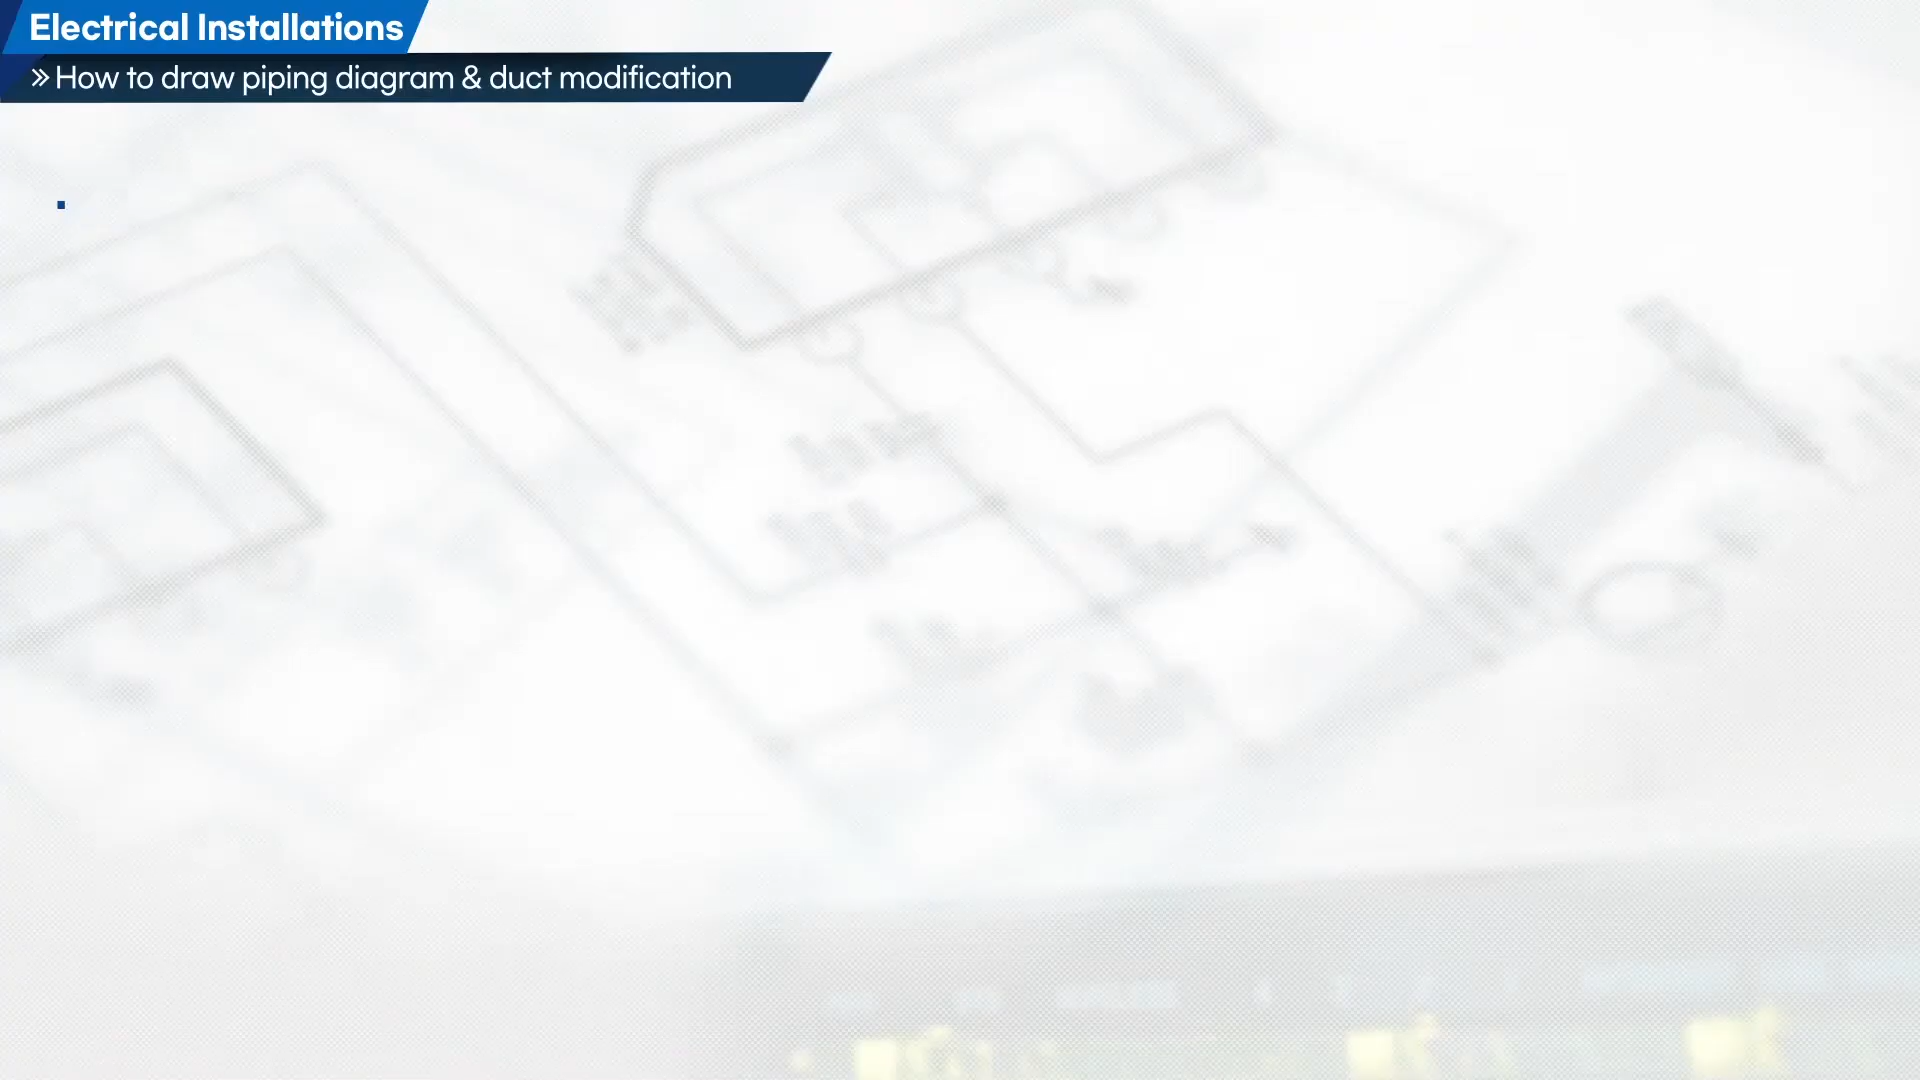 Electrical Installations
» How to draw piping diagram & duct modification